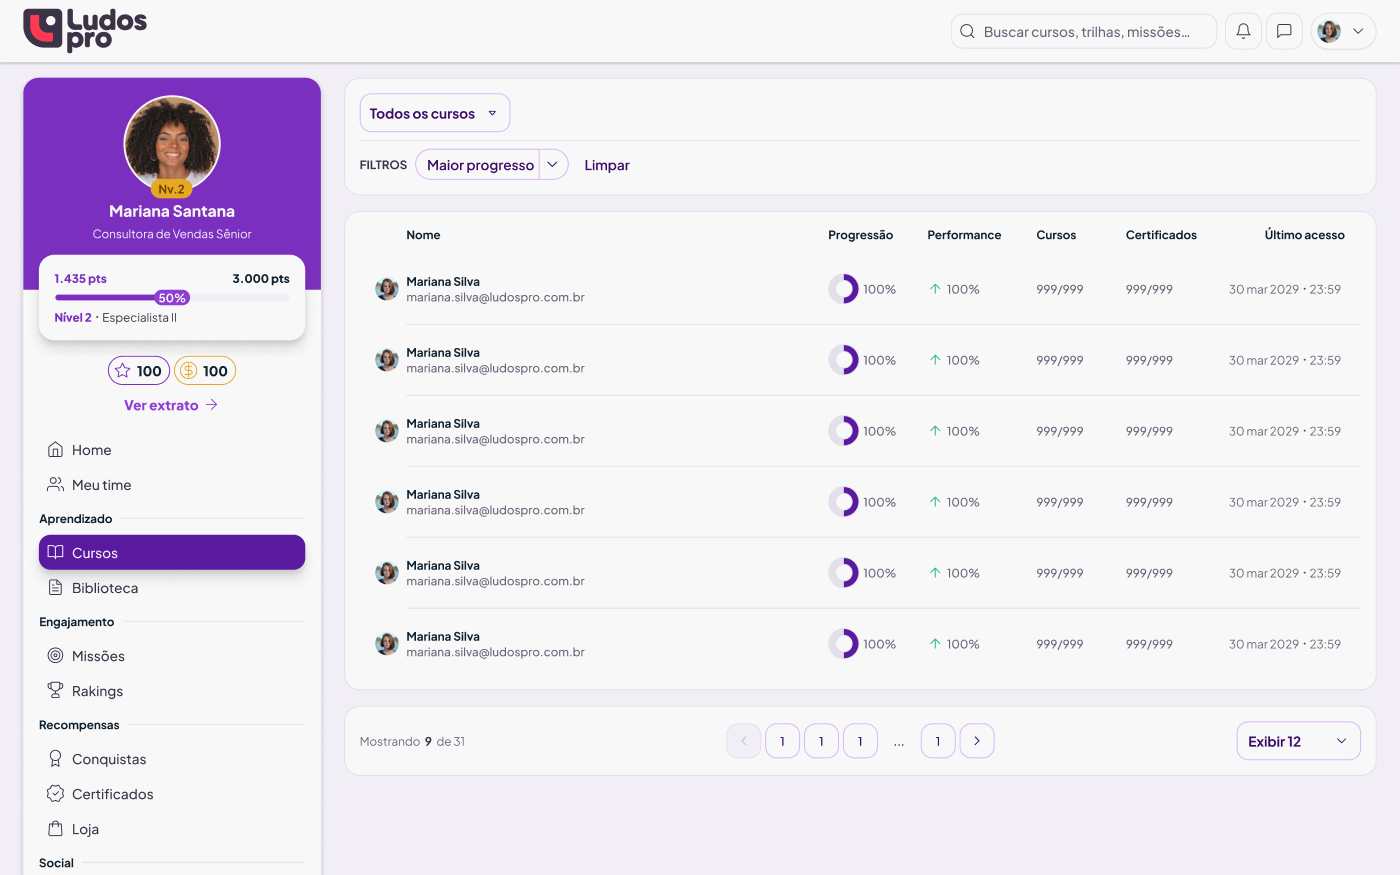 Ludos
pro
Buscar cursos, trilhas, missões...
Nv.2
Mariana Santana
Consultora de Vendas Sênior
1.435 pts 3.000 pts
50%
Nível 2 • Especialista II
100 100
Ver extrato
Home
Meu time
Aprendizado
Cursos
Biblioteca
Engajamento
Missões
Rakings
Recompensas
Conquistas
Certificados
Loja
Social
Todos os cursos
FILTROS Maior progresso Limpar
Nome Progressão Performance Cursos Certificados Último acesso
Mariana Silva
mariana.silva@ludospro.com.br
100% 100% 999/999 999/999 30 mar 2029 • 23:59
Mariana Silva
mariana.silva@ludospro.com.br
100% 100% 999/999 999/999 30 mar 2029 • 23:59
Mariana Silva
mariana.silva@ludospro.com.br
100% 100% 999/999 999/999 30 mar 2029 • 23:59
Mariana Silva
mariana.silva@ludospro.com.br
100% 100% 999/999 999/999 30 mar 2029 • 23:59
Mariana Silva
mariana.silva@ludospro.com.br
100% 100% 999/999 999/999 30 mar 2029 • 23:59
Mariana Silva
mariana.silva@ludospro.com.br
100% 100% 999/999 999/999 30 mar 2029 • 23:59
Mostrando 9 de 31 1 1 1 ... 1 Exibir 12